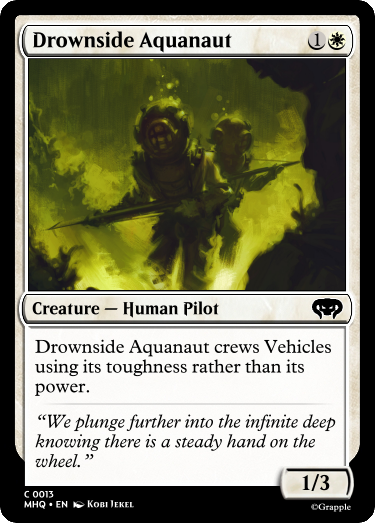 Drownside Aquanaut 1
Creature — Human Pilot
Drownside Aquanaut crews Vehicles
using its toughness rather than its
power.
“We plunge further into the infinite deep
knowing there is a steady hand on the
wheel.”
1/3
C 0013
MHQ • EN Kobi Jekel
©Grapple